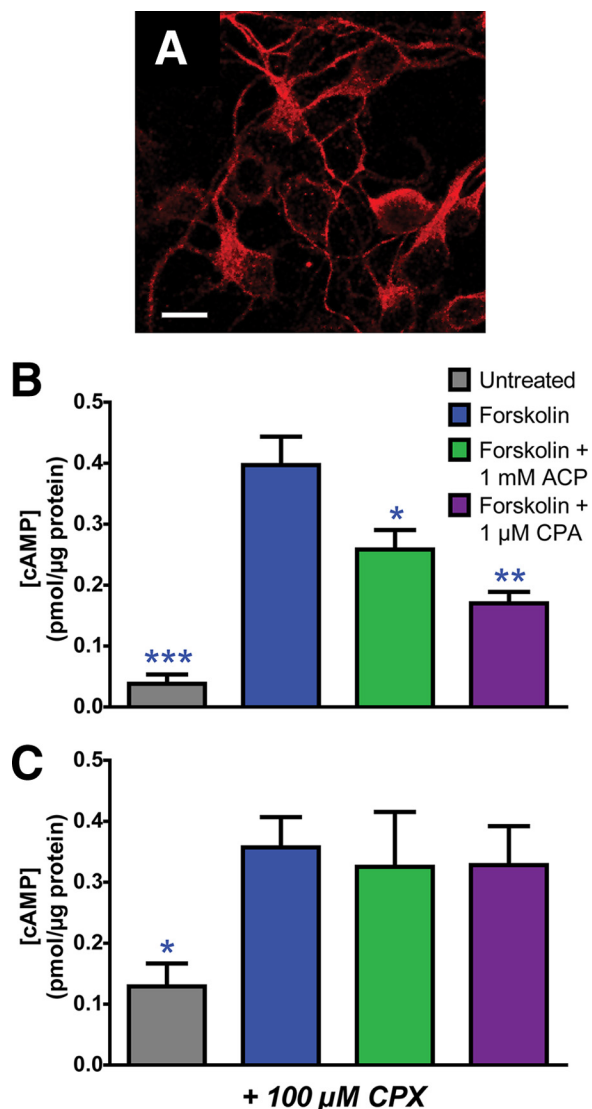 A
B
Untreated
Forskolin
Forskolin +
1 mM ACP
Forskolin +
1 µM CPA
[cAMP]
(pmol/µg protein)
0.5
0.4
0.3
0.2
0.1
0.0
***
*
**
C
[cAMP]
(pmol/µg protein)
0.5
0.4
0.3
0.2
0.1
0.0
*
+ 100 µM CPX